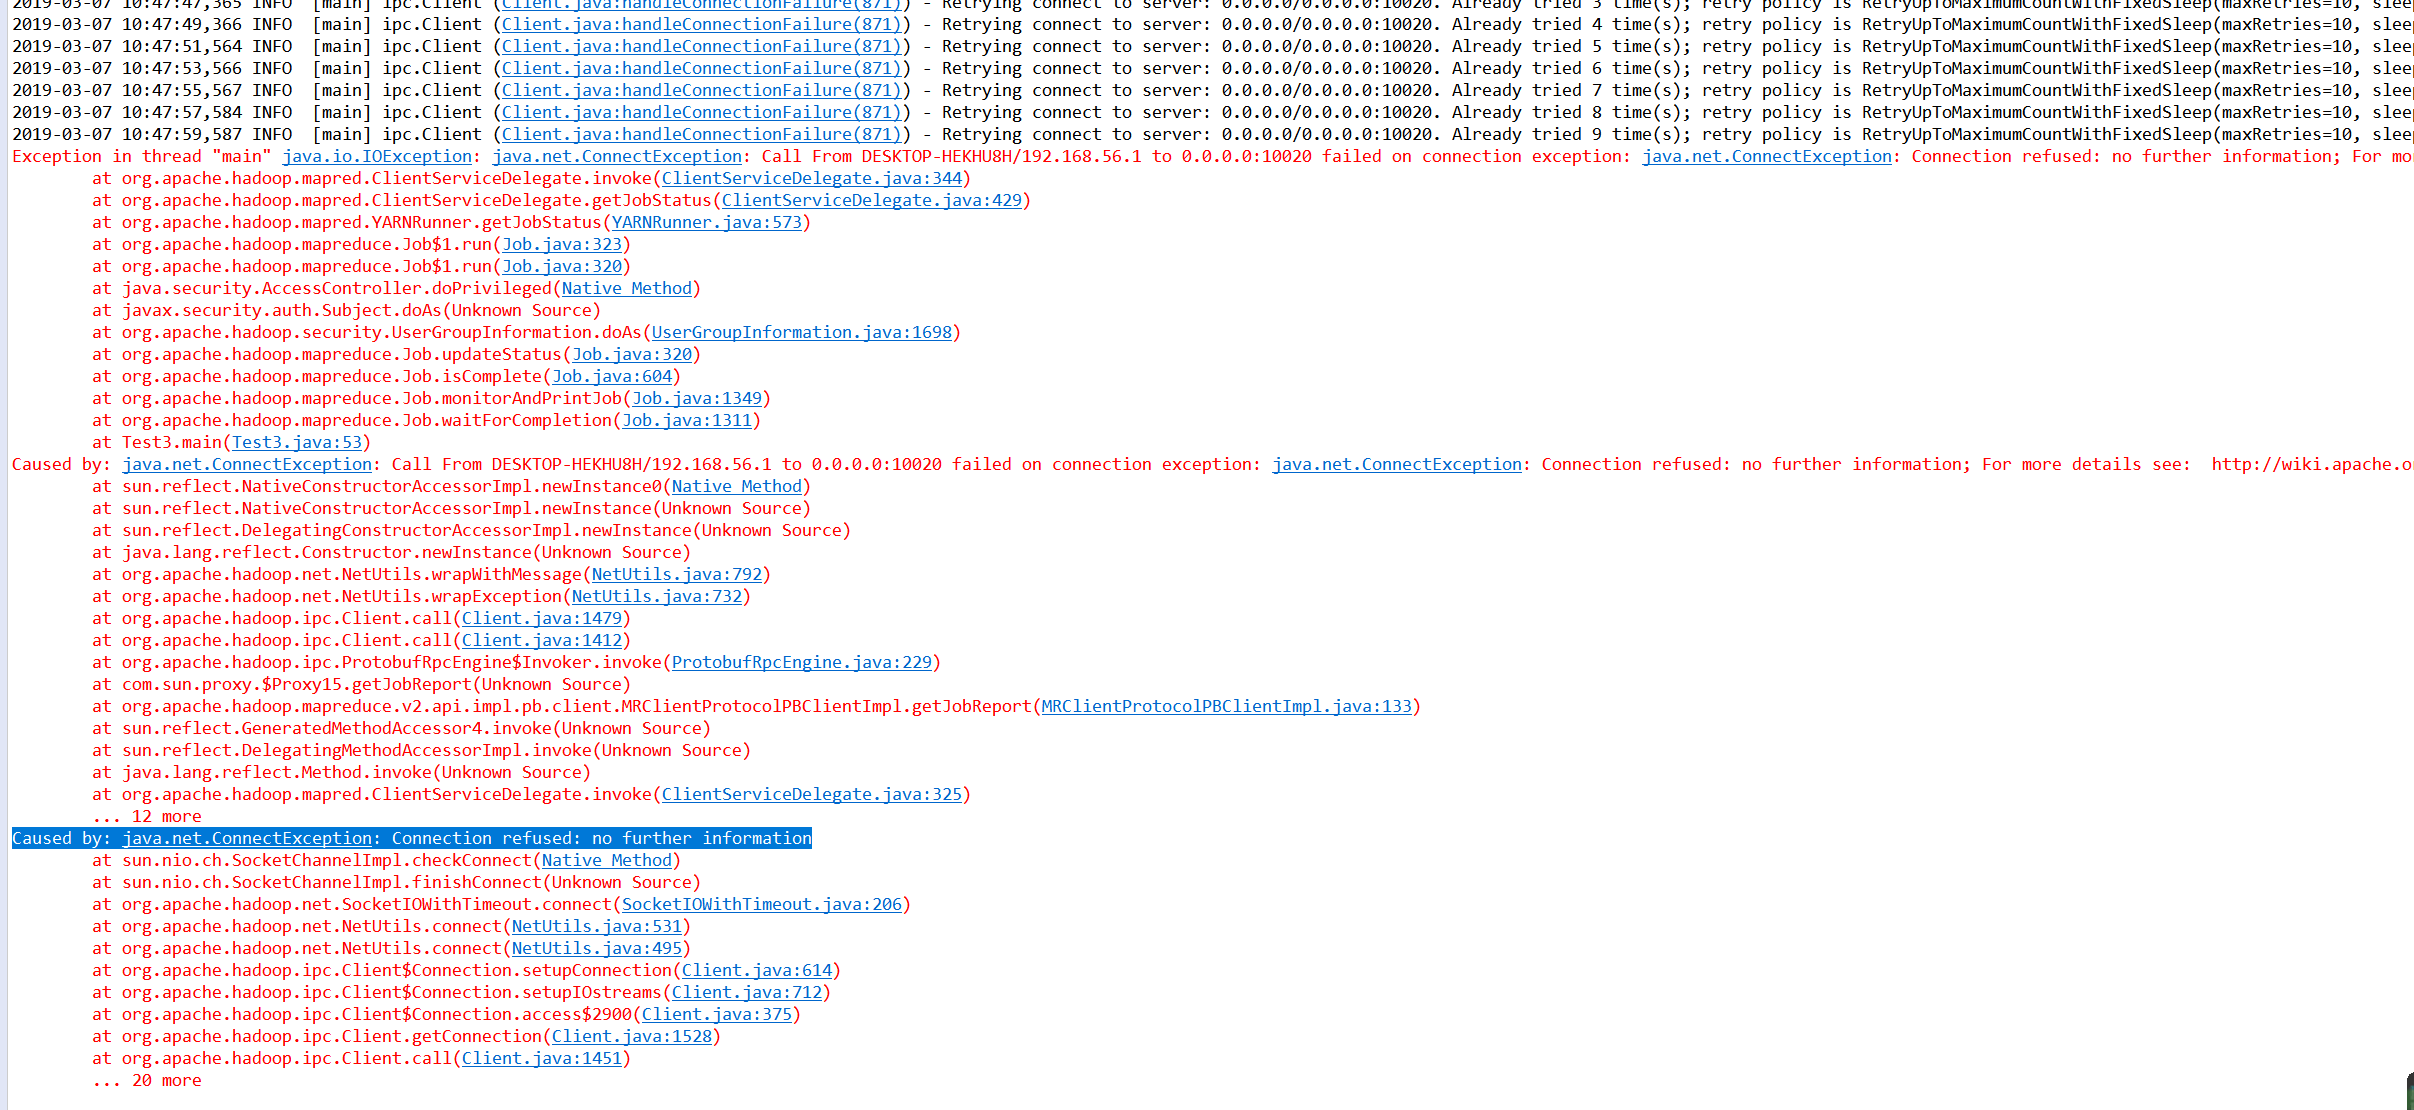 2019-03-07 10:47:47,365 INFO  [main] ipc.Client (Client.java:handleConnectionFailure(871)) - Retrying connect to server: 0.0.0.0/0.0.0.0:10020. Already tried 3 time(s); retry policy is RetryUpToMaximumCountWithFixedSleep(maxRetries=10, slee
2019-03-07 10:47:49,366 INFO  [main] ipc.Client (Client.java:handleConnectionFailure(871)) - Retrying connect to server: 0.0.0.0/0.0.0.0:10020. Already tried 4 time(s); retry policy is RetryUpToMaximumCountWithFixedSleep(maxRetries=10, slee
2019-03-07 10:47:51,564 INFO  [main] ipc.Client (Client.java:handleConnectionFailure(871)) - Retrying connect to server: 0.0.0.0/0.0.0.0:10020. Already tried 5 time(s); retry policy is RetryUpToMaximumCountWithFixedSleep(maxRetries=10, slee
2019-03-07 10:47:53,566 INFO  [main] ipc.Client (Client.java:handleConnectionFailure(871)) - Retrying connect to server: 0.0.0.0/0.0.0.0:10020. Already tried 6 time(s); retry policy is RetryUpToMaximumCountWithFixedSleep(maxRetries=10, slee
2019-03-07 10:47:55,567 INFO  [main] ipc.Client (Client.java:handleConnectionFailure(871)) - Retrying connect to server: 0.0.0.0/0.0.0.0:10020. Already tried 7 time(s); retry policy is RetryUpToMaximumCountWithFixedSleep(maxRetries=10, slee
2019-03-07 10:47:57,584 INFO  [main] ipc.Client (Client.java:handleConnectionFailure(871)) - Retrying connect to server: 0.0.0.0/0.0.0.0:10020. Already tried 8 time(s); retry policy is RetryUpToMaximumCountWithFixedSleep(maxRetries=10, slee
2019-03-07 10:47:59,587 INFO  [main] ipc.Client (Client.java:handleConnectionFailure(871)) - Retrying connect to server: 0.0.0.0/0.0.0.0:10020. Already tried 9 time(s); retry policy is RetryUpToMaximumCountWithFixedSleep(maxRetries=10, slee
Exception in thread "main" java.io.IOException: java.net.ConnectException: Call From DESKTOP-HEKHU8H/192.168.56.1 to 0.0.0.0:10020 failed on connection exception: java.net.ConnectException: Connection refused: no further information; For mo
at org.apache.hadoop.mapred.ClientServiceDelegate.invoke(ClientServiceDelegate.java:344)
at org.apache.hadoop.mapred.ClientServiceDelegate.getJobStatus(ClientServiceDelegate.java:429)
at org.apache.hadoop.mapred.YARNRunner.getJobStatus(YARNRunner.java:573)
at org.apache.hadoop.mapreduce.Job$1.run(Job.java:323)
at org.apache.hadoop.mapreduce.Job$1.run(Job.java:320)
at java.security.AccessController.doPrivileged(Native Method)
at javax.security.auth.Subject.doAs(Unknown Source)
at org.apache.hadoop.security.UserGroupInformation.doAs(UserGroupInformation.java:1698)
at org.apache.hadoop.mapreduce.Job.updateStatus(Job.java:320)
at org.apache.hadoop.mapreduce.Job.isComplete(Job.java:604)
at org.apache.hadoop.mapreduce.Job.monitorAndPrintJob(Job.java:1349)
at org.apache.hadoop.mapreduce.Job.waitForCompletion(Job.java:1311)
at Test3.main(Test3.java:53)
Caused by: java.net.ConnectException: Call From DESKTOP-HEKHU8H/192.168.56.1 to 0.0.0.0:10020 failed on connection exception: java.net.ConnectException: Connection refused: no further information; For more details see:  http://wiki.apache.o
at sun.reflect.NativeConstructorAccessorImpl.newInstance0(Native Method)
at sun.reflect.NativeConstructorAccessorImpl.newInstance(Unknown Source)
at sun.reflect.DelegatingConstructorAccessorImpl.newInstance(Unknown Source)
at java.lang.reflect.Constructor.newInstance(Unknown Source)
at org.apache.hadoop.net.NetUtils.wrapWithMessage(NetUtils.java:792)
at org.apache.hadoop.net.NetUtils.wrapException(NetUtils.java:732)
at org.apache.hadoop.ipc.Client.call(Client.java:1479)
at org.apache.hadoop.ipc.Client.call(Client.java:1412)
at org.apache.hadoop.ipc.ProtobufRpcEngine$Invoker.invoke(ProtobufRpcEngine.java:229)
at com.sun.proxy.$Proxy15.getJobReport(Unknown Source)
at org.apache.hadoop.mapreduce.v2.api.impl.pb.client.MRClientProtocolPBClientImpl.getJobReport(MRClientProtocolPBClientImpl.java:133)
at sun.reflect.GeneratedMethodAccessor4.invoke(Unknown Source)
at sun.reflect.DelegatingMethodAccessorImpl.invoke(Unknown Source)
at java.lang.reflect.Method.invoke(Unknown Source)
at org.apache.hadoop.mapred.ClientServiceDelegate.invoke(ClientServiceDelegate.java:325)
... 12 more
Caused by: java.net.ConnectException: Connection refused: no further information
at sun.nio.ch.SocketChannelImpl.checkConnect(Native Method)
at sun.nio.ch.SocketChannelImpl.finishConnect(Unknown Source)
at org.apache.hadoop.net.SocketIOWithTimeout.connect(SocketIOWithTimeout.java:206)
at org.apache.hadoop.net.NetUtils.connect(NetUtils.java:531)
at org.apache.hadoop.net.NetUtils.connect(NetUtils.java:495)
at org.apache.hadoop.ipc.Client$Connection.setupConnection(Client.java:614)
at org.apache.hadoop.ipc.Client$Connection.setupIOstreams(Client.java:712)
at org.apache.hadoop.ipc.Client$Connection.access$2900(Client.java:375)
at org.apache.hadoop.ipc.Client.getConnection(Client.java:1528)
at org.apache.hadoop.ipc.Client.call(Client.java:1451)
... 20 more